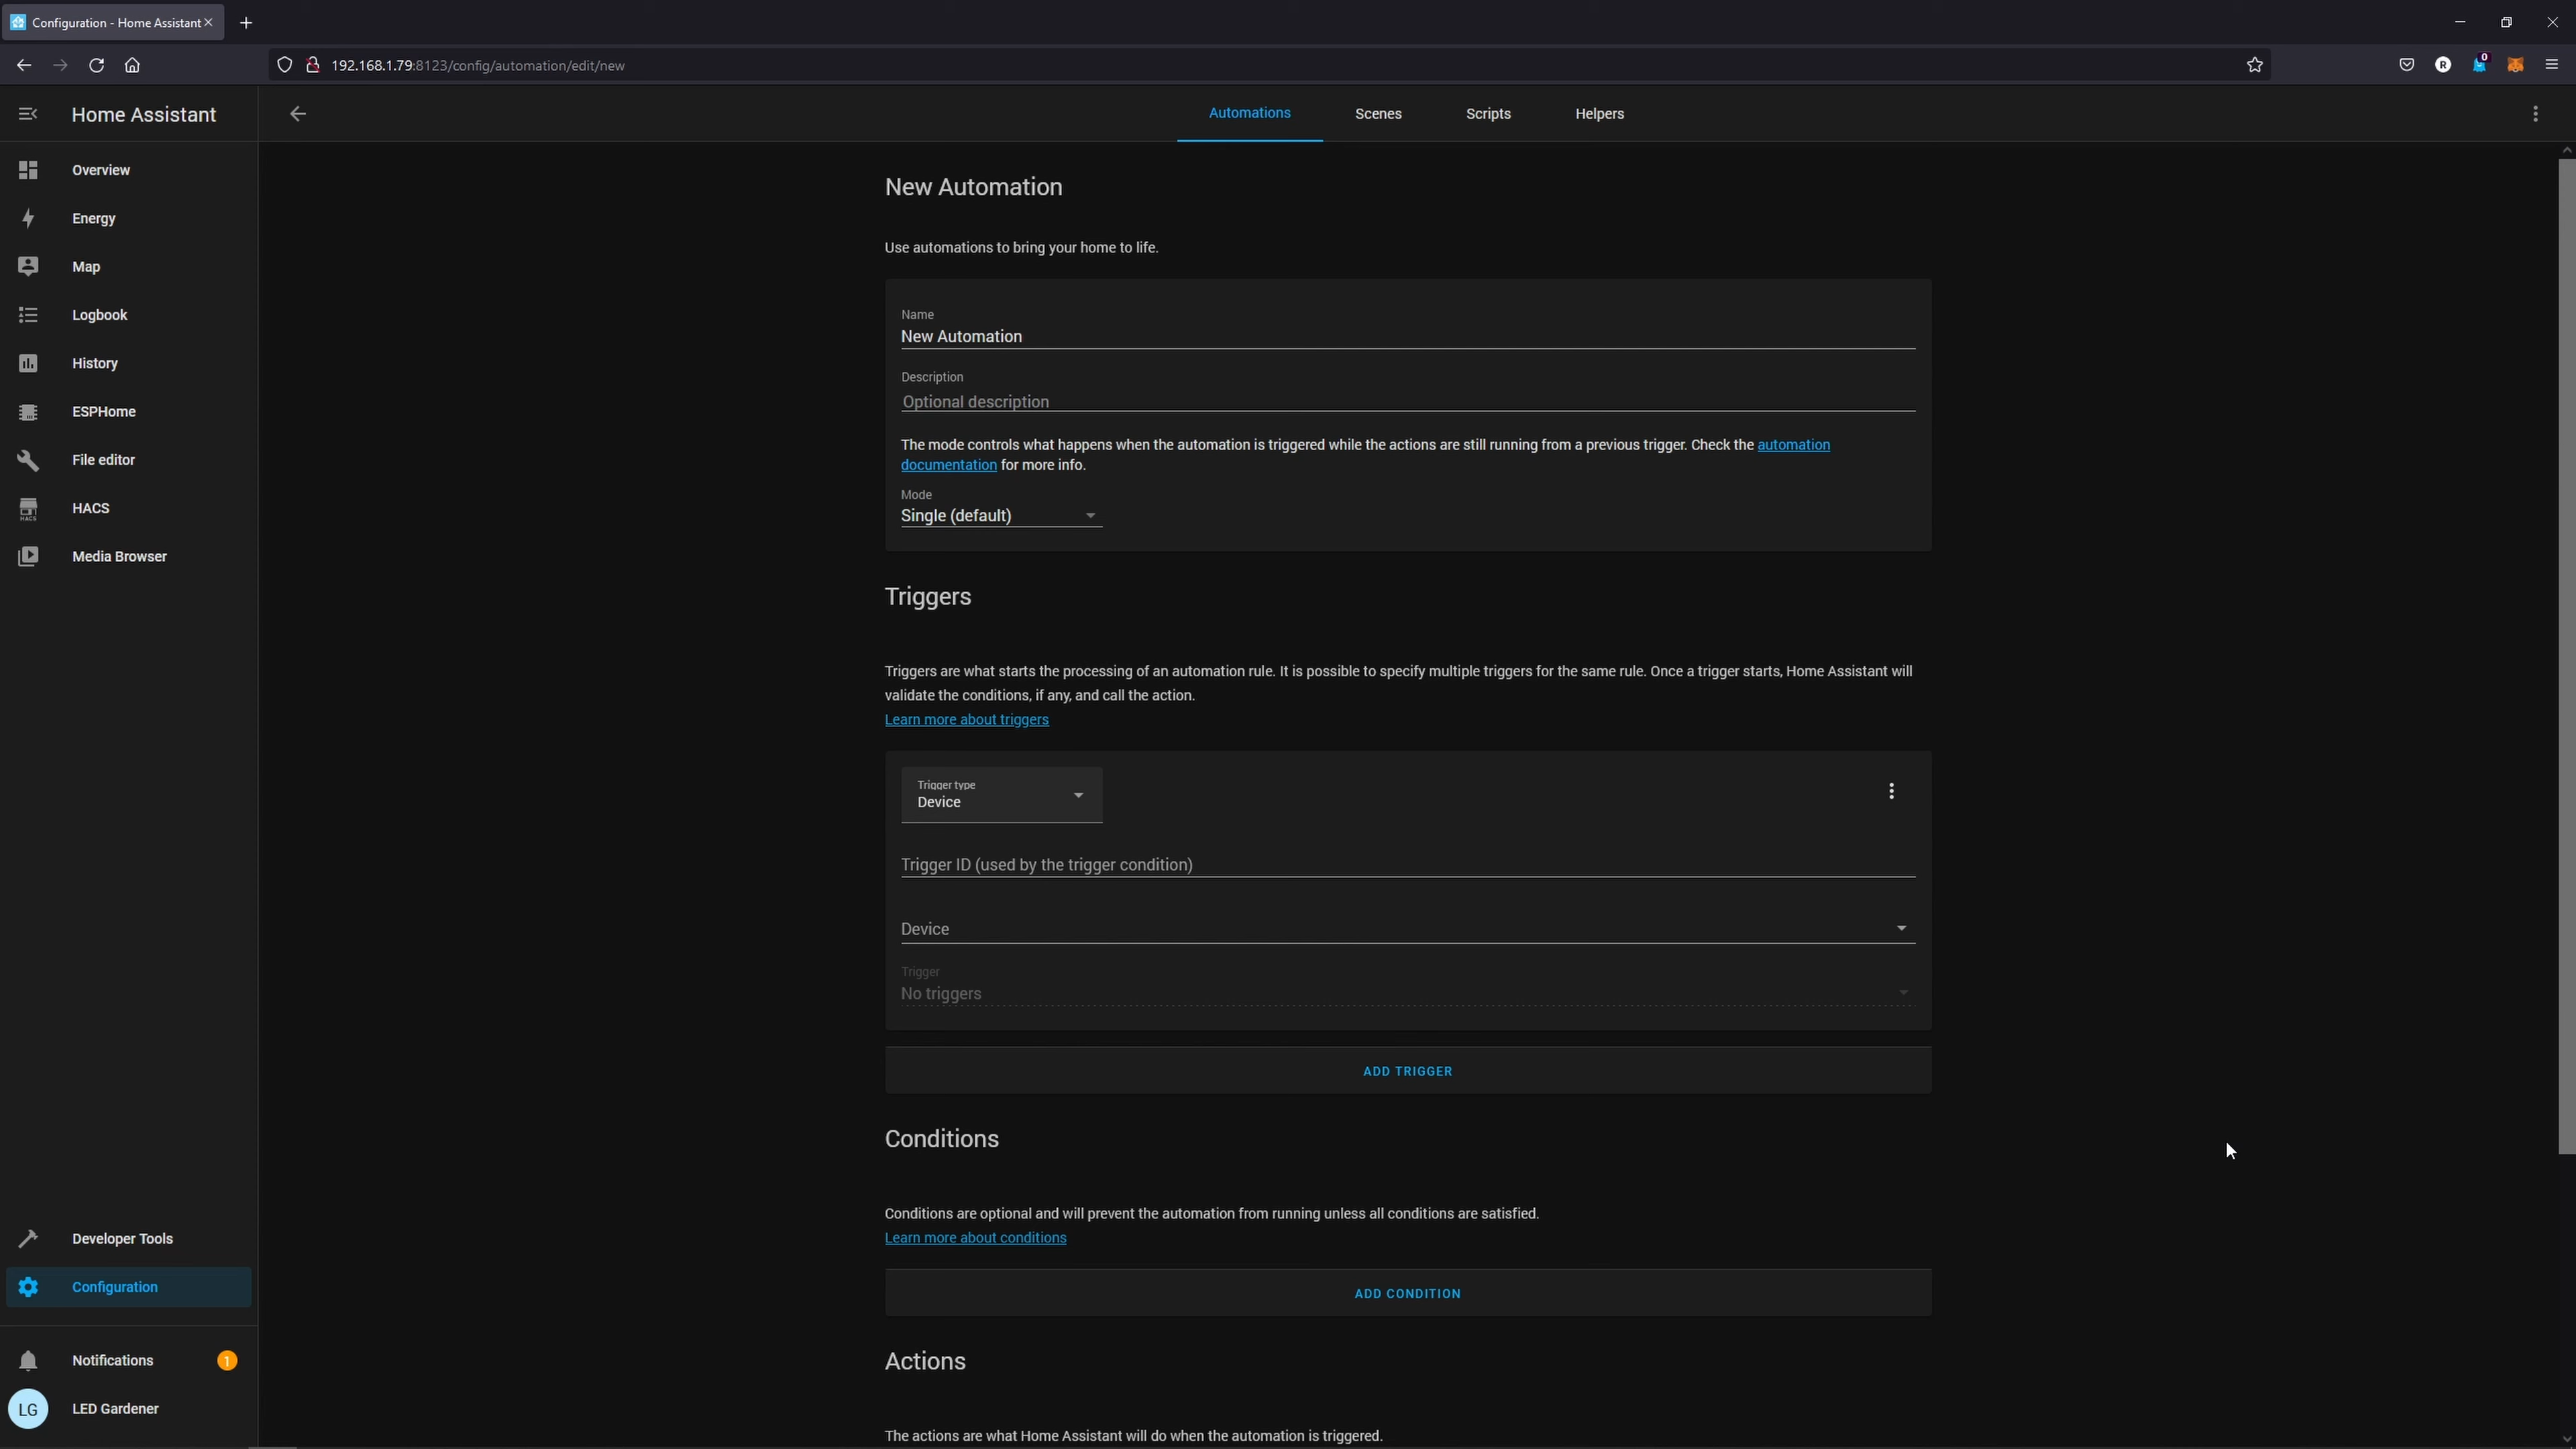 Configuration - Home Assistant
192.168.1.79:8123/config/automation/edit/new
R
0
Home Assistant
Automations
Scenes
Scripts
Helpers
Overview
Energy
Map
Logbook
History
ESPHome
File editor
HACS
HACS
Media Browser
New Automation
Use automations to bring your home to life.
Name
New Automation
Description
Optional description
The mode controls what happens when the automation is triggered while the actions are still running from a previous trigger. Check the automation
documentation for more info.
Mode
Single (default)
Triggers
Triggers are what starts the processing of an automation rule. It is possible to specify multiple triggers for the same rule. Once a trigger starts, Home Assistant will
validate the conditions, if any, and call the action.
Learn more about triggers
Trigger type
Device
Trigger ID (used by the trigger condition)
Device
Trigger
No triggers
ADD TRIGGER
Conditions
Conditions are optional and will prevent the automation from running unless all conditions are satisfied.
Learn more about conditions
ADD CONDITION
Actions
The actions are what Home Assistant will do when the automation is triggered.
Developer Tools
Configuration
Notifications
1
LG
LED Gardener